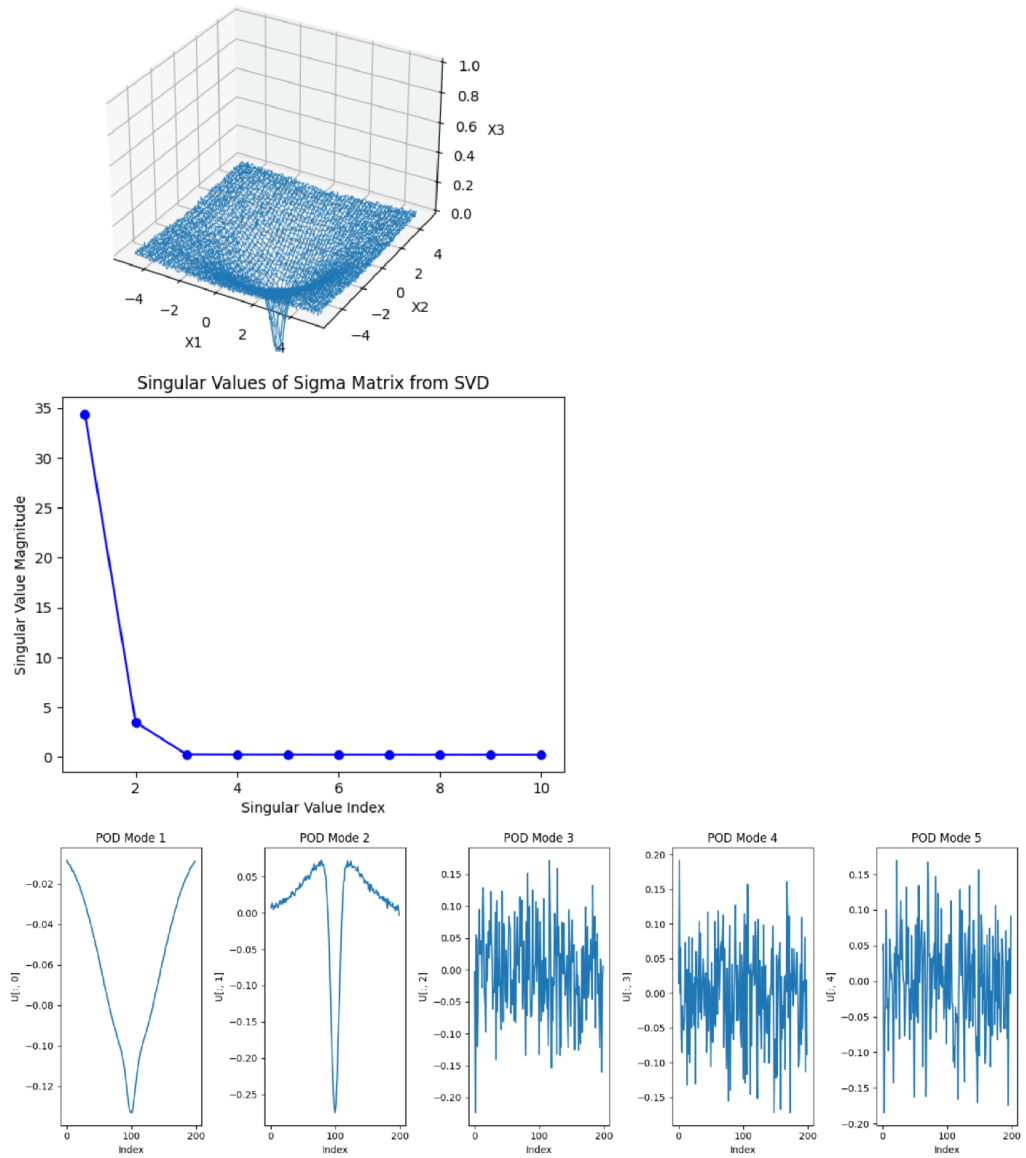 1.0
0.8
0.6 X3
0.4
0.2
0.0
4
2
0
X2
−2
−4
−4
−2
0
2
4
X1
Singular Values of Sigma Matrix from SVD
35
30
25
20
15
10
5
0
Singular Value Magnitude
2 4 6 8 10
Singular Value Index
POD Mode 1
−0.02
−0.04
−0.06
−0.08
−0.10
−0.12
U[:, 0]
0 100 200
Index
POD Mode 2
0.05
0.00
−0.05
−0.10
−0.15
−0.20
−0.25
U[:, 1]
0 100 200
Index
POD Mode 3
0.15
0.10
0.05
0.00
−0.05
−0.10
−0.15
−0.20
U[:, 2]
0 100 200
Index
POD Mode 4
0.20
0.15
0.10
0.05
0.00
−0.05
−0.10
−0.15
U[:, 3]
0 100 200
Index
POD Mode 5
0.15
0.10
0.05
0.00
−0.05
−0.10
−0.15
−0.20
U[:, 4]
0 100 200
Index